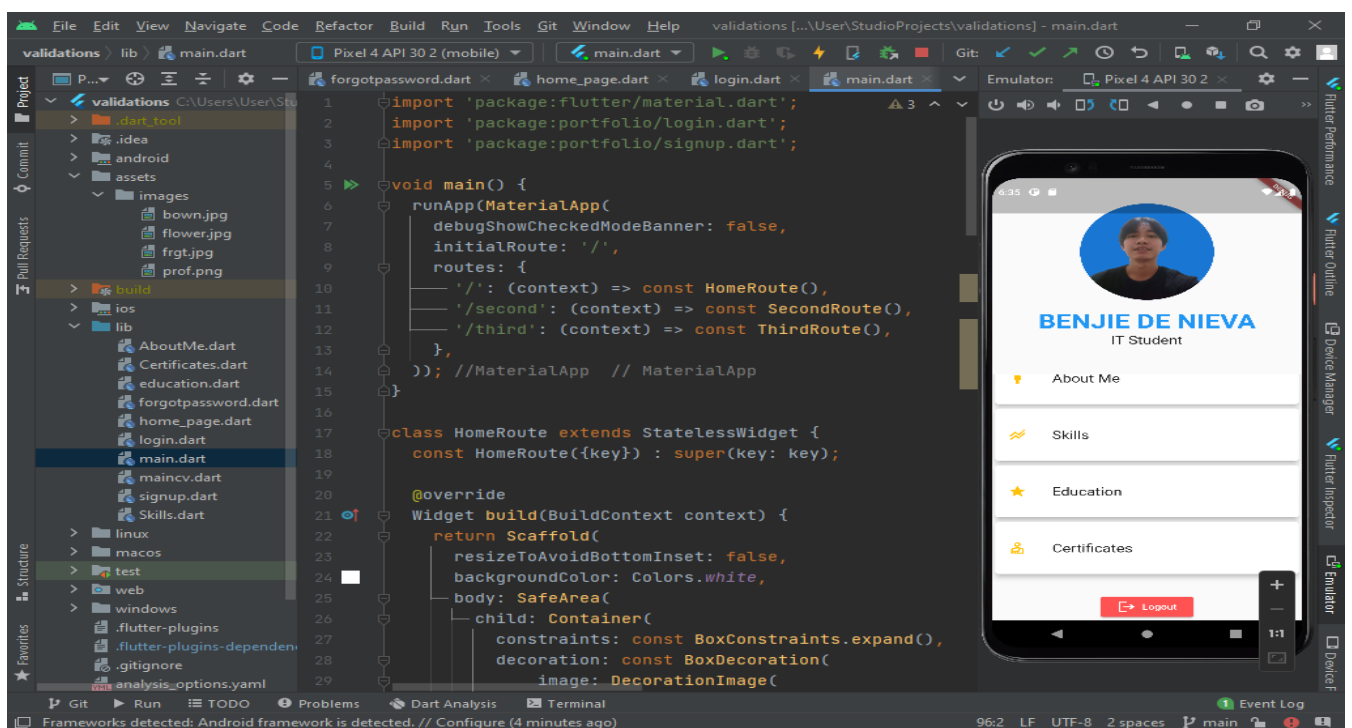 File Edit View Navigate Code Refactor Build Run Tools Git Window Help validations [...\User\StudioProjects\validations] - main.dart
validations lib main.dart Pixel 4 API 30 2 (mobile) main.dart Git:
Project
Commit
Pull Requests
Structure
Favorites
P...
validations C:\Users\User\Stu
.dart_tool
.idea
android
assets
images
bown.jpg
flower.jpg
frgt.jpg
prof.png
build
ios
lib
AboutMe.dart
Certificates.dart
education.dart
forgotpassword.dart
home_page.dart
login.dart
main.dart
maincv.dart
signup.dart
Skills.dart
linux
macos
test
web
windows
.flutter-plugins
.flutter-plugins-dependen
.gitignore
analysis_options.yaml
forgotpassword.dart home_page.dart login.dart main.dart
3
1 import 'package:flutter/material.dart';
2 import 'package:portfolio/login.dart';
3 import 'package:portfolio/signup.dart';
4
5 void main() {
6 runApp(MaterialApp(
7 debugShowCheckedModeBanner: false,
8 initialRoute: '/',
9 routes: {
10 '/': (context) => const HomeRoute(),
11 '/second': (context) => const SecondRoute(),
12 '/third': (context) => const ThirdRoute(),
13 },
14 )); //MaterialApp // MaterialApp
15 }
16
17 class HomeRoute extends StatelessWidget {
18 const HomeRoute({key}) : super(key: key);
19
20 @override
21 Widget build(BuildContext context) {
22 return Scaffold(
23 resizeToAvoidBottomInset: false,
24 backgroundColor: Colors.white,
25 body: SafeArea(
26 child: Container(
27 constraints: const BoxConstraints.expand(),
28 decoration: const BoxDecoration(
29 image: DecorationImage(
Emulator: Pixel 4 API 30 2
6:35
BENJIE DE NIEVA
IT Student
About Me
Skills
Education
Certificates
Logout
1:1
Flutter Performance
Flutter Outline
Device Manager
Flutter Inspector
Emulator
Device F
Git Run TODO Problems Dart Analysis Terminal 1 Event Log
Frameworks detected: Android framework is detected. // Configure (4 minutes ago) 96:2 LF UTF-8 2 spaces main